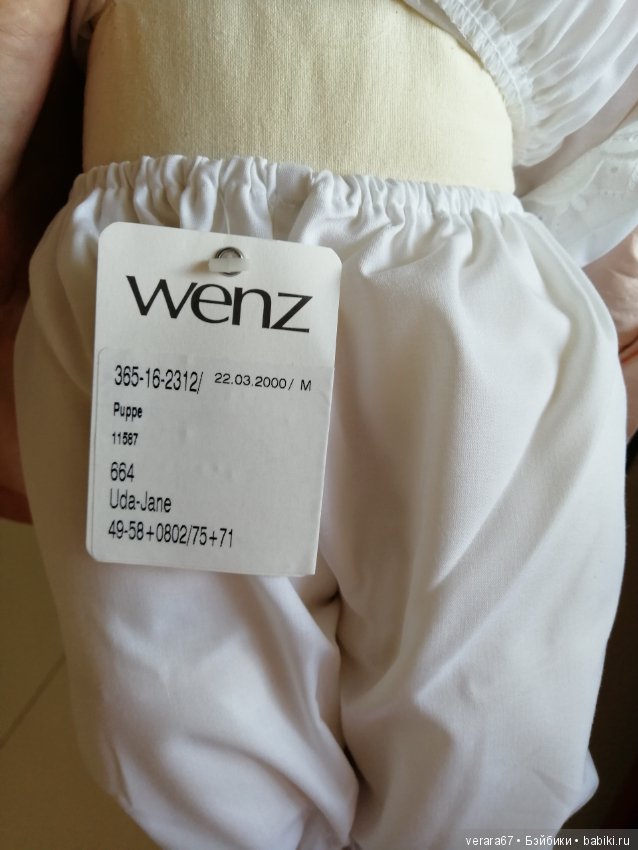 wenz
365-16-2312/ 22.03.2000/ M
Puppe
11587
664
Uda-Jane
49-58+0802/75+71
verara67 • Бэйбики • babiki.ru